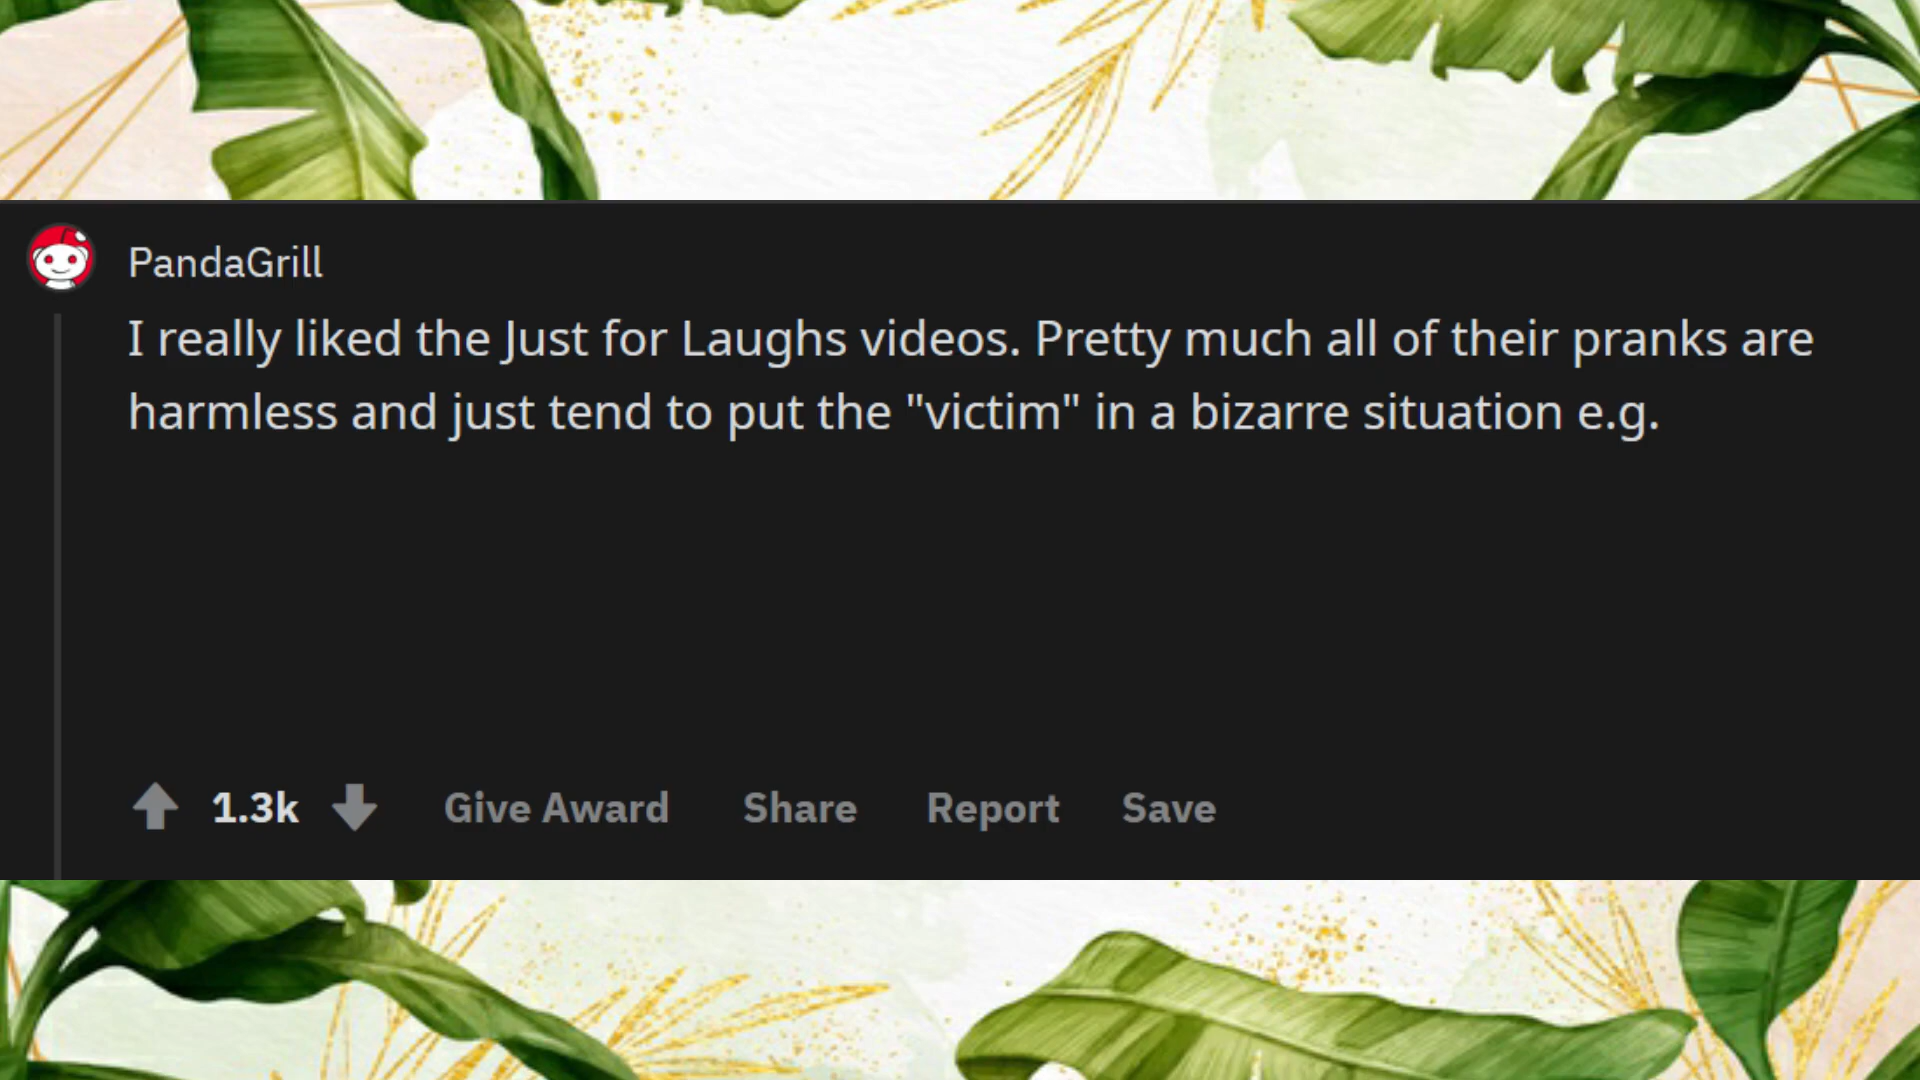 PandaGrill
I really liked the Just for Laughs videos. Pretty much all of their pranks are
harmless and just tend to put the "victim" in a bizarre situation e.g.
1.3k Give Award Share Report Save